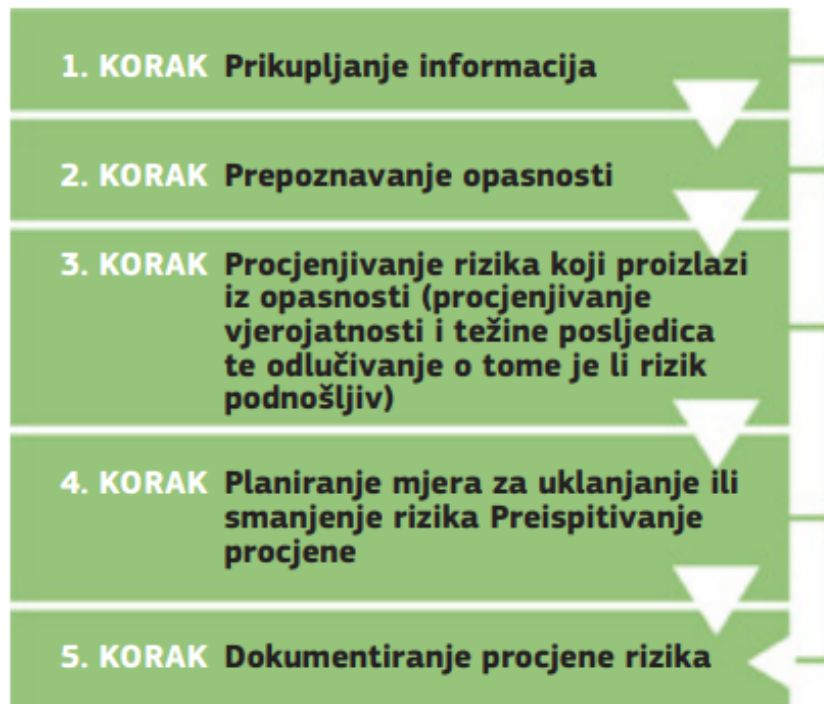 1. KORAK Prikupljanje informacija
2. KORAK Prepoznavanje opasnosti
3. KORAK Procjenjivanje rizika koji proizlazi
iz opasnosti (procjenjivanje
vjerojatnosti i težine posljedica
te odlučivanje o tome je li rizik
podnošljiv)
4. KORAK Planiranje mjera za uklanjanje ili
smanjenje rizika Preispitivanje
procjene
5. KORAK Dokumentiranje procjene rizika